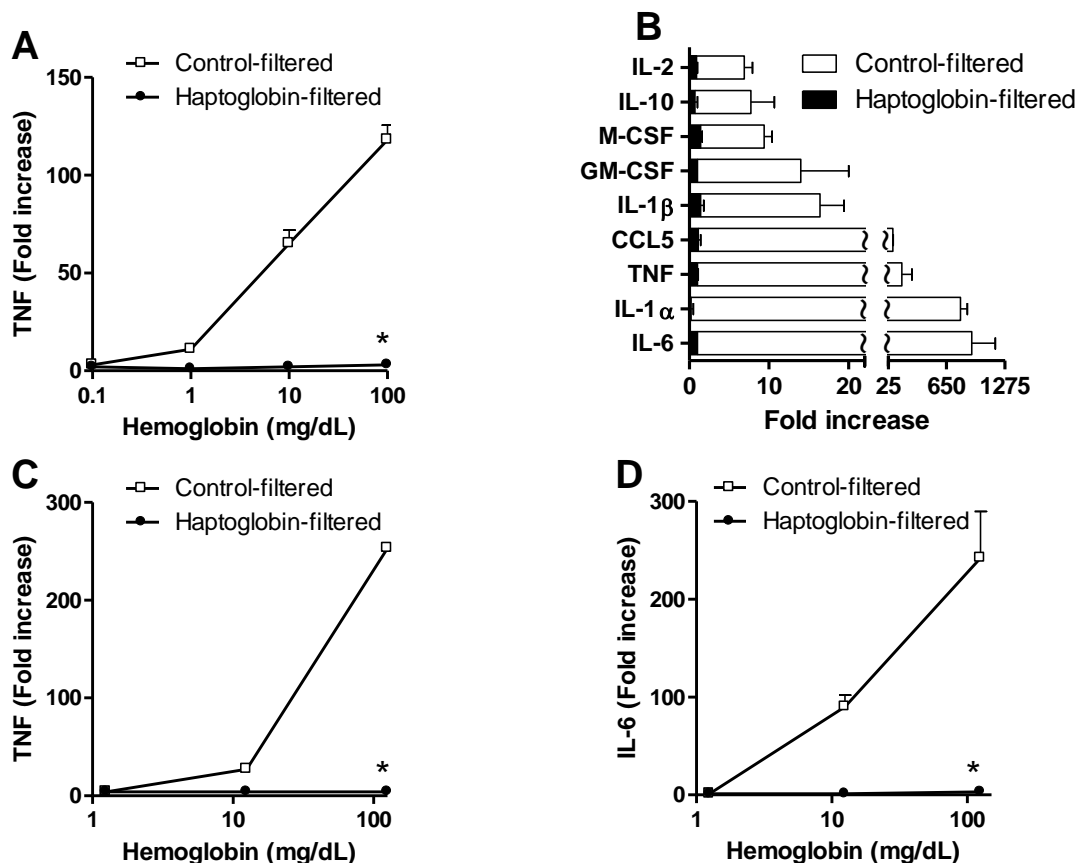 A
Control-filtered
Haptoglobin-filtered
TNF (Fold increase)
150
100
50
0
*
0.1 1 10 100
Hemoglobin (mg/dL)
B
Control-filtered
Haptoglobin-filtered
IL-2
IL-10
M-CSF
GM-CSF
IL-1β
CCL5
TNF
IL-1α
IL-6
0 10 20 25 650 1275
Fold increase
C
Control-filtered
Haptoglobin-filtered
TNF (Fold increase)
300
200
100
0
*
1 10 100
Hemoglobin (mg/dL)
D
Control-filtered
Haptoglobin-filtered
IL-6 (Fold increase)
300
200
100
0
*
1 10 100
Hemoglobin (mg/dL)